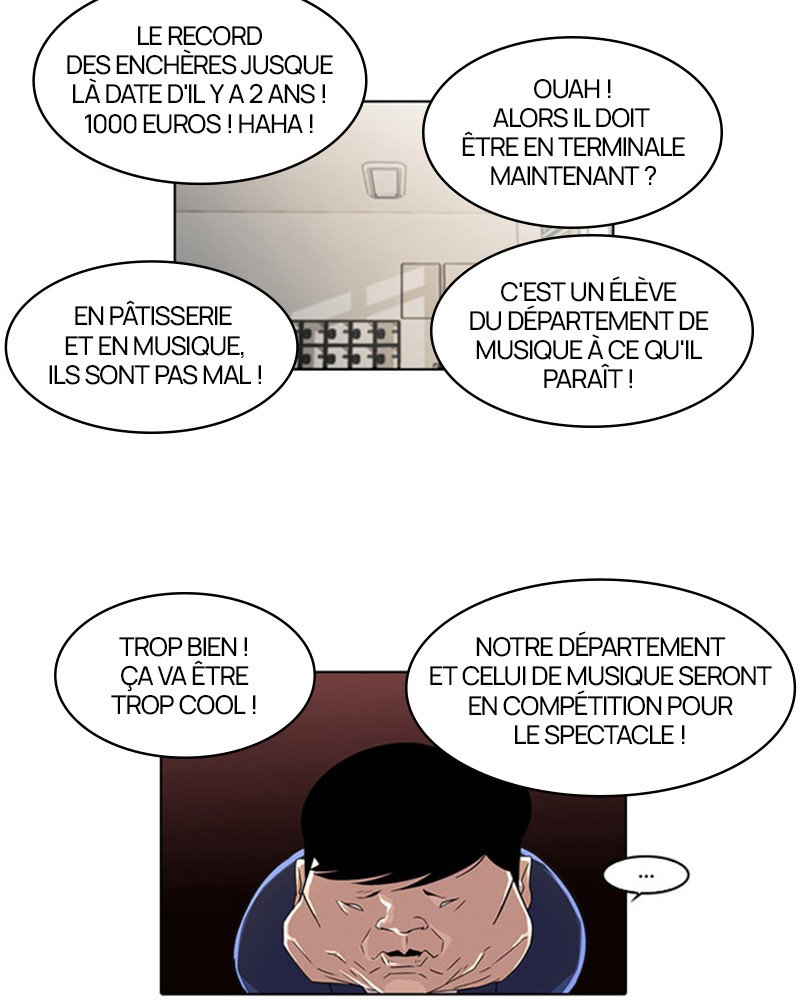 LE RECORD
DES ENCHÈRES JUSQUE
LÀ DATE D'IL Y A 2 ANS !
1000 EUROS ! HAHA !
OUAH !
ALORS IL DOIT
ÊTRE EN TERMINALE
MAINTENANT ?
EN PÂTISSERIE
ET EN MUSIQUE,
ILS SONT PAS MAL !
C'EST UN ÉLÈVE
DU DÉPARTEMENT DE
MUSIQUE À CE QU'IL
PARAÎT !
TROP BIEN !
ÇA VA ÊTRE
TROP COOL !
NOTRE DÉPARTEMENT
ET CELUI DE MUSIQUE SERONT
EN COMPÉTITION POUR
LE SPECTACLE !
...